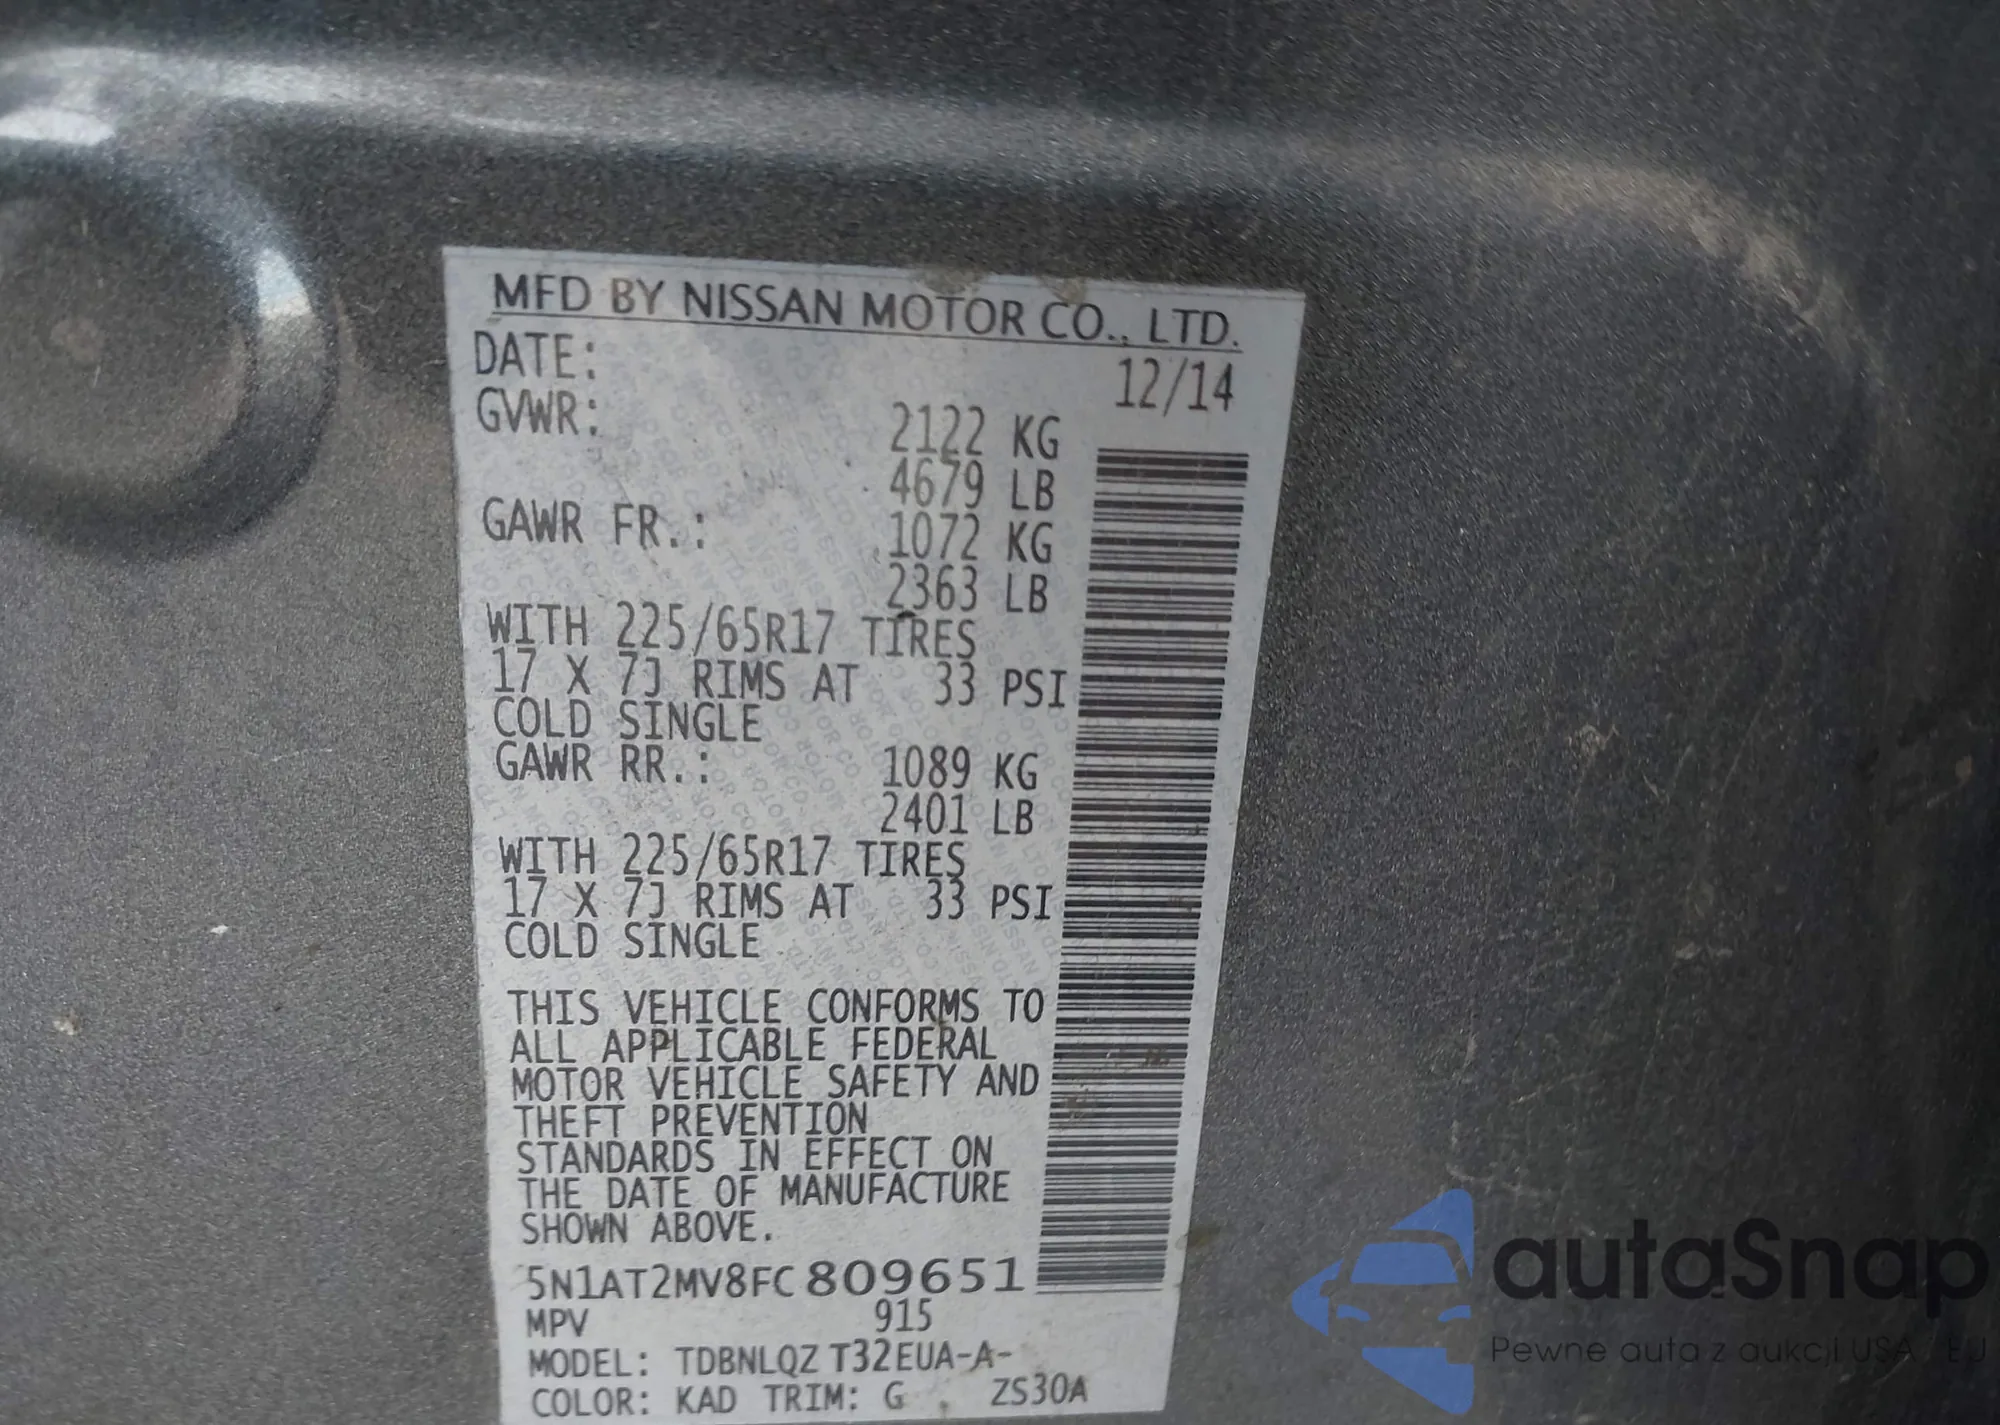 MFD BY NISSAN MOTOR CO., LTD.
DATE: 12/14
GVWR: 2122 KG
4679 LB
GAWR FR.: 1072 KG
2363 LB
WITH 225/65R17 TIRES
17 X 7J RIMS AT 33 PSI
COLD SINGLE
GAWR RR.: 1089 KG
2401 LB
WITH 225/65R17 TIRES
17 X 7J RIMS AT 33 PSI
COLD SINGLE
THIS VEHICLE CONFORMS TO
ALL APPLICABLE FEDERAL
MOTOR VEHICLE SAFETY AND
THEFT PREVENTION
STANDARDS IN EFFECT ON
THE DATE OF MANUFACTURE
SHOWN ABOVE.
5N1AT2MV8FC809651
MPV 915
MODEL: TDBNLQZ T32EUA-A-
COLOR: KAD TRIM: G ZS30A
autaSnap
Pewne auta z aukcji USA i EU